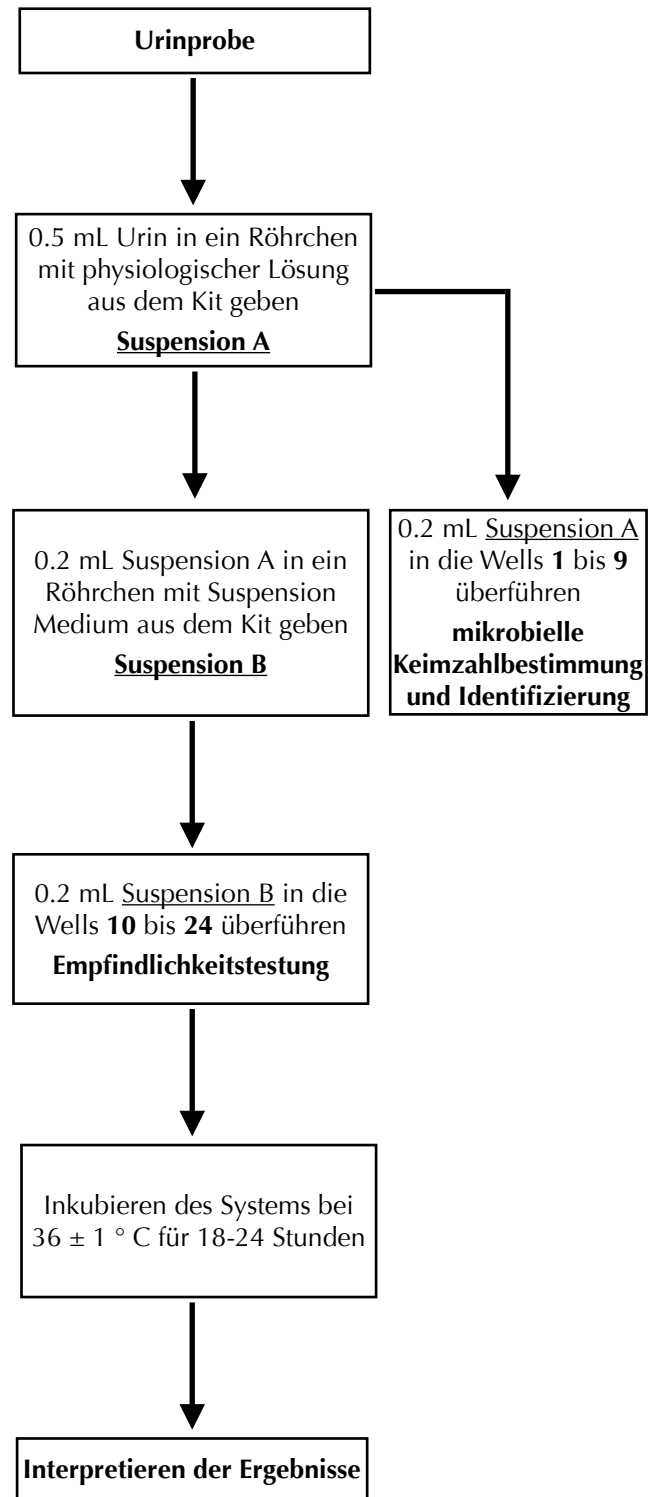 Urinprobe
0.5 mL Urin in ein Röhrchen
mit physiologischer Lösung
aus dem Kit geben
Suspension A
0.2 mL Suspension A in ein
Röhrchen mit Suspension
Medium aus dem Kit geben
Suspension B
0.2 mL Suspension A
in die Wells 1 bis 9
überführen
mikrobielle
Keimzahlbestimmung
und Identifizierung
0.2 mL Suspension B in die
Wells 10 bis 24 überführen
Empfindlichkeitstestung
Inkubieren des Systems bei
36 ± 1 ° C für 18-24 Stunden
Interpretieren der Ergebnisse